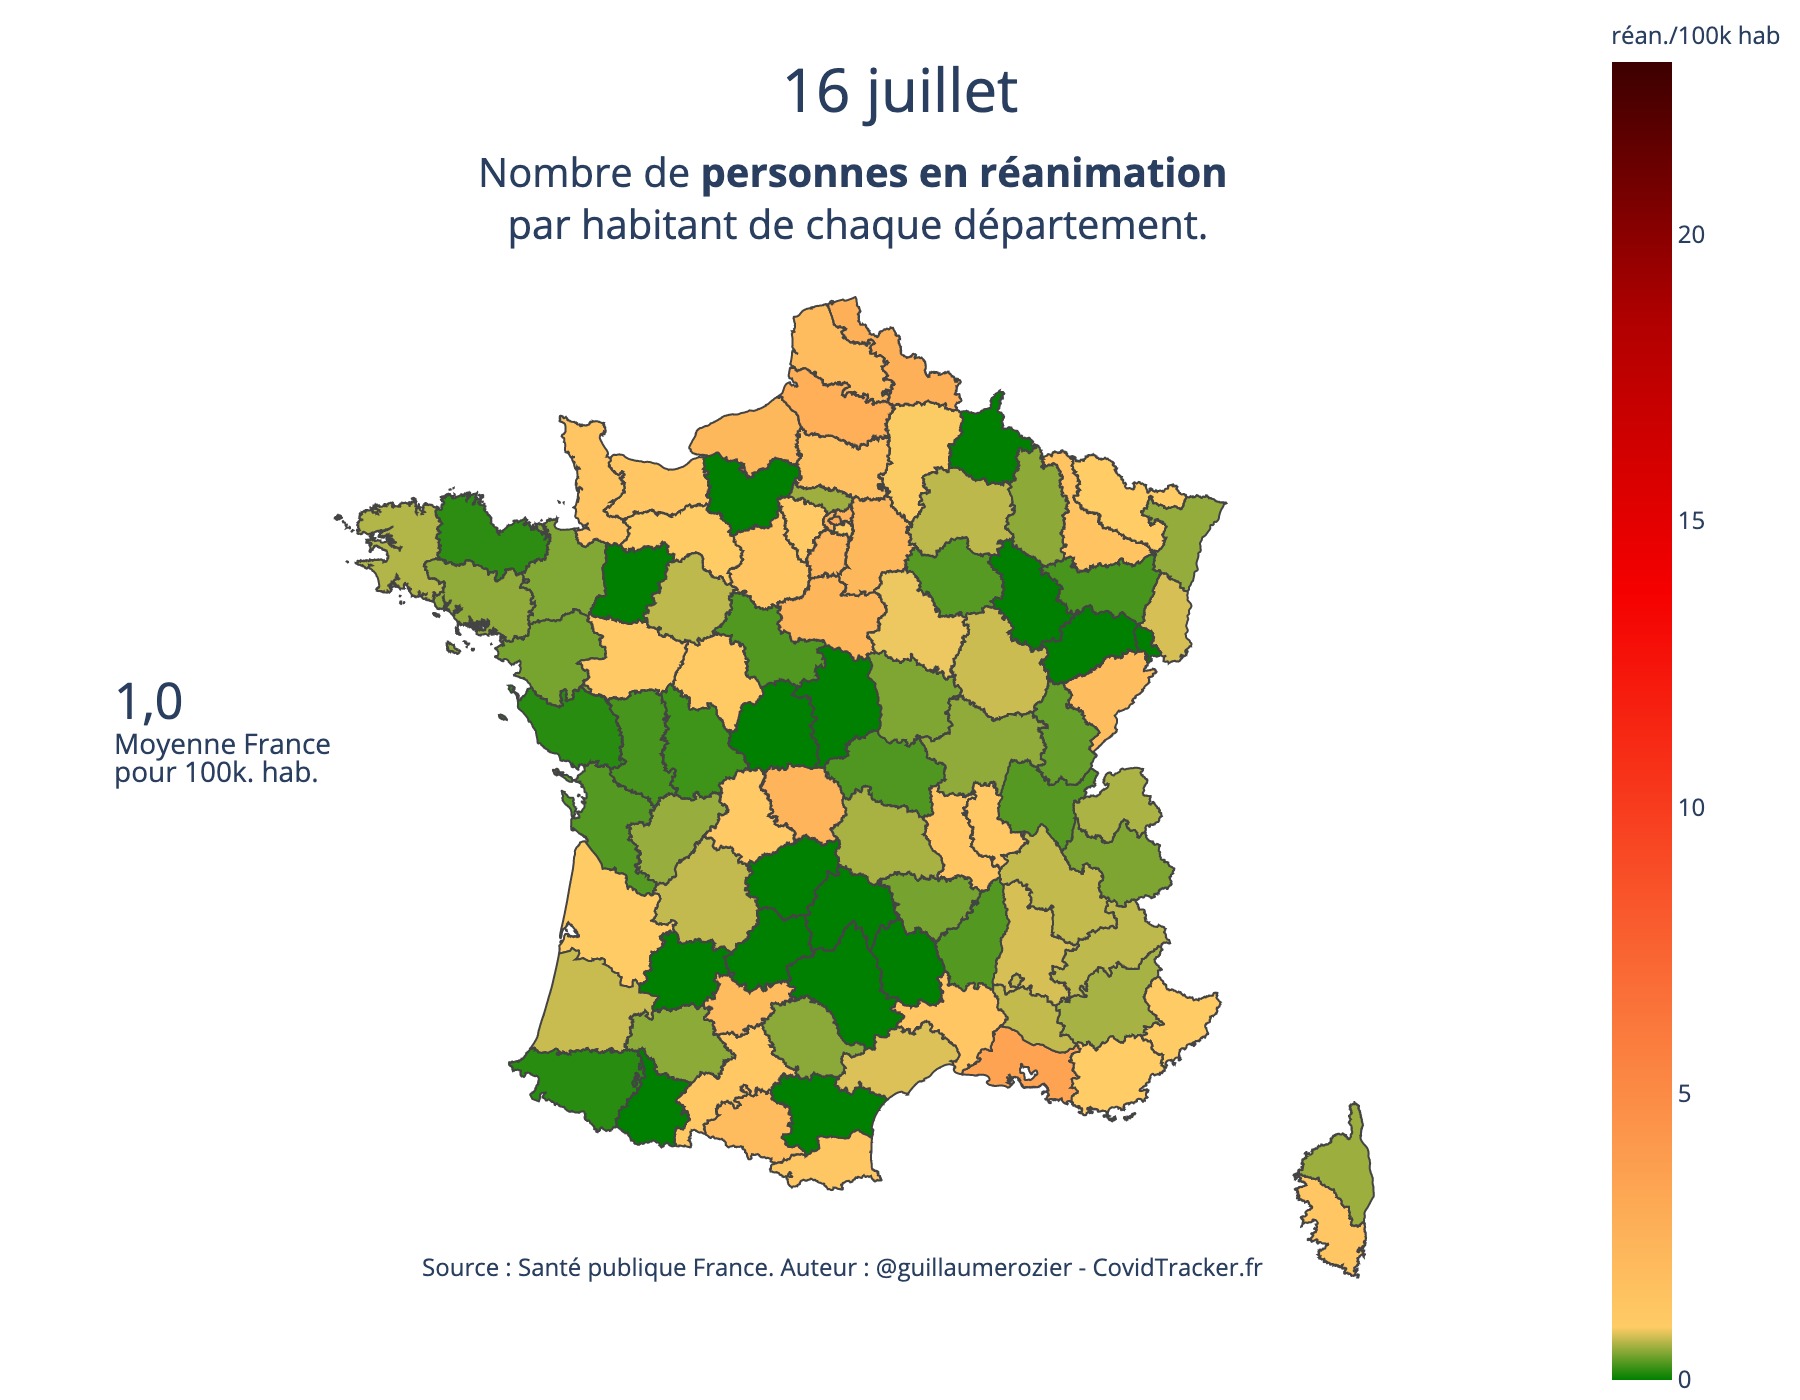 réan./100k hab
16 juillet
Nombre de personnes en réanimation
par habitant de chaque département.
20
15
1,0
Moyenne France
pour 100k. hab.
10
5
Source : Santé publique France. Auteur : @guillaumerozier - CovidTracker.fr
0